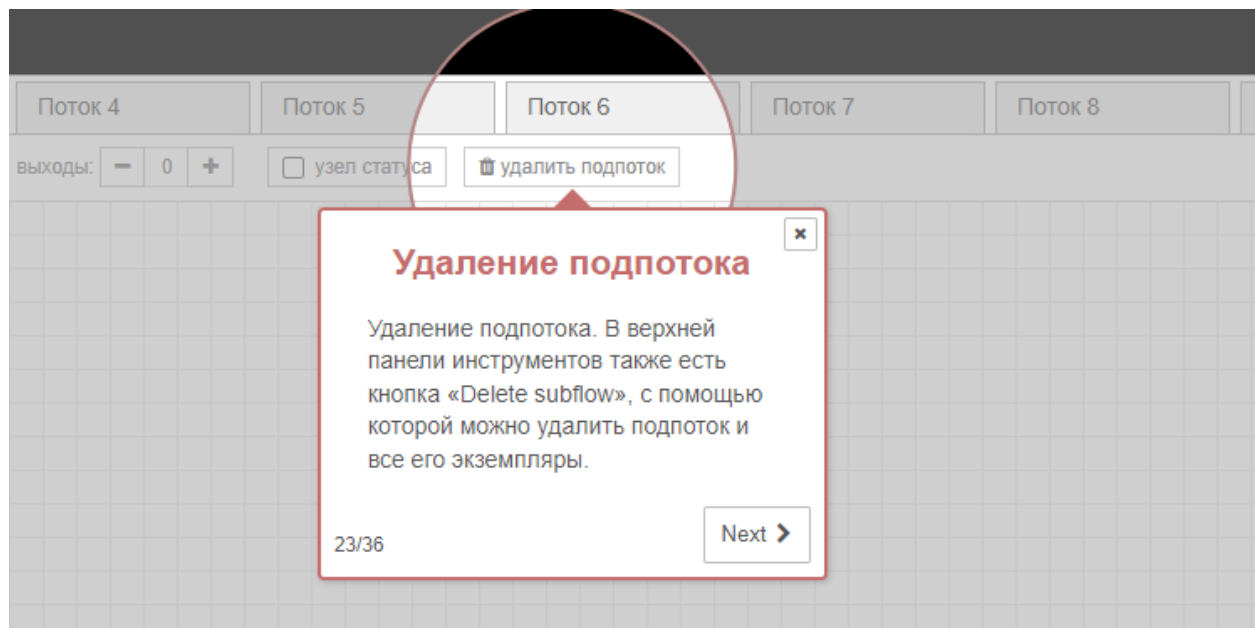 Поток 4 Поток 5 Поток 6 Поток 7 Поток 8
выходы: 0 узел статуса удалить подпоток
Удаление подпотока
Удаление подпотока. В верхней
панели инструментов также есть
кнопка «Delete subflow», с помощью
которой можно удалить подпоток и
все его экземпляры.
Next
23/36